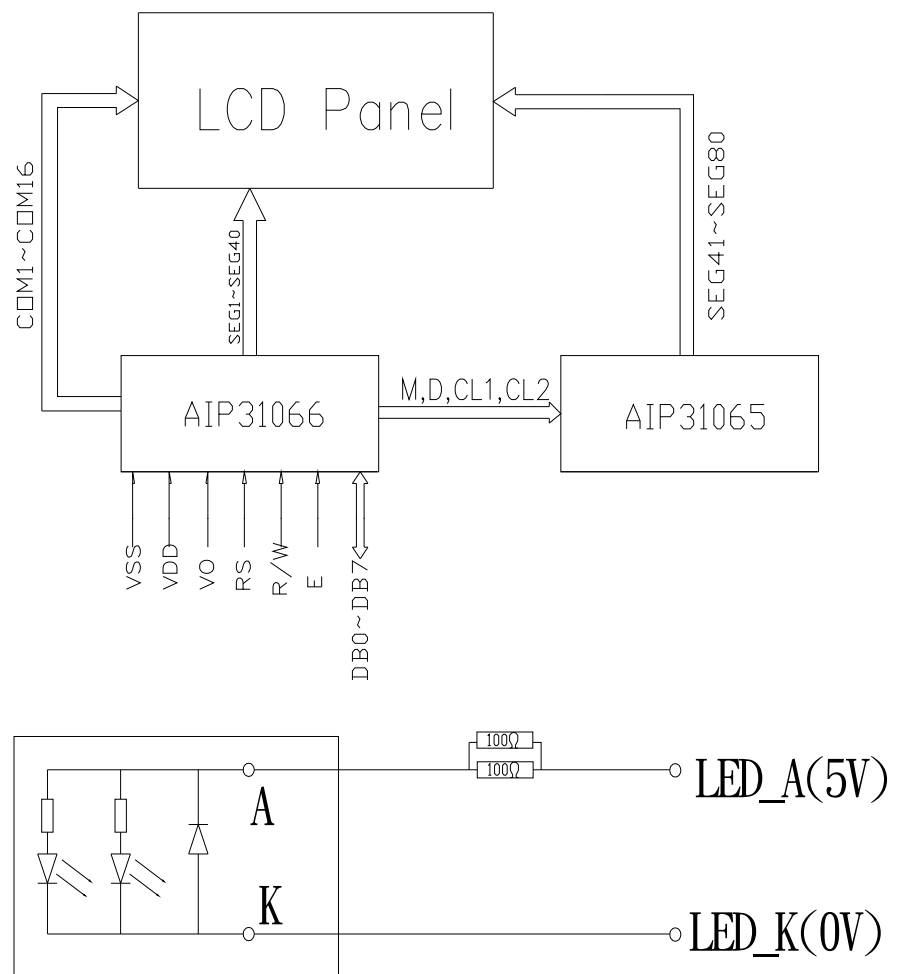 LCD Panel
COM1~COM16
SEG1~SEG40
SEG41~SEG80
AIP31066
M,D,CL1,CL2
AIP31065
VSS
VDD
VO
RS
R/W
E
DB0~DB7
100Ω
100Ω
A
LED_A(5V)
K
LED_K(0V)